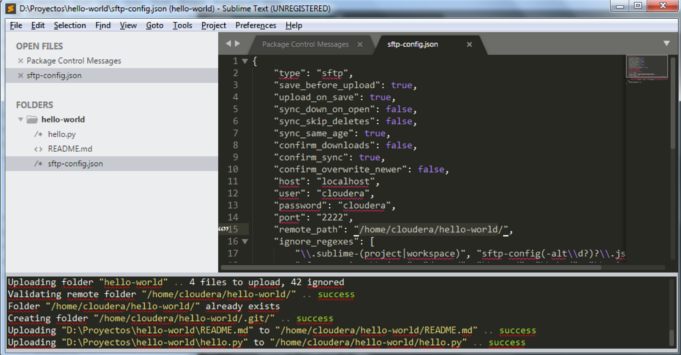 D:\Proyectos\hello-world\sftp-config.json (hello-world) - Sublime Text (UNREGISTERED)
File Edit Selection Find View Goto Tools Project Preferences Help
OPEN FILES
Package Control Messages
sftp-config.json
FOLDERS
hello-world
/* hello.py
<> README.md
/* sftp-config.json
Package Control Messages
sftp-config.json
1 {
2 "type": "sftp",
3 "save_before_upload": true,
4 "upload_on_save": true,
5 "sync_down_on_open": false,
6 "sync_skip_deletes": false,
7 "sync_same_age": true,
8 "confirm_downloads": false,
9 "confirm_sync": true,
10 "confirm_overwrite_newer": false,
11 "host": "localhost",
12 "user": "cloudera",
13 "password": "cloudera",
14 "port": "2222",
15 "remote_path": "/home/cloudera/hello-world/",
16 "ignore_regexes": [
17 "\\.sublime-(project|workspace)", "sftp-config(-alt\\d?)?\\.js
Uploading folder "hello-world" .. 4 files to upload, 42 ignored
Validating remote folder "/home/cloudera/hello-world/" .. success
Folder "/home/cloudera/hello-world/" already exists
Creating folder "/home/cloudera/hello-world/.git/" .. success
Uploading "D:\Proyectos\hello-world\README.md" to "/home/cloudera/hello-world/README.md" .. success
Uploading "D:\Proyectos\hello-world\hello.py" to "/home/cloudera/hello-world/hello.py" .. success